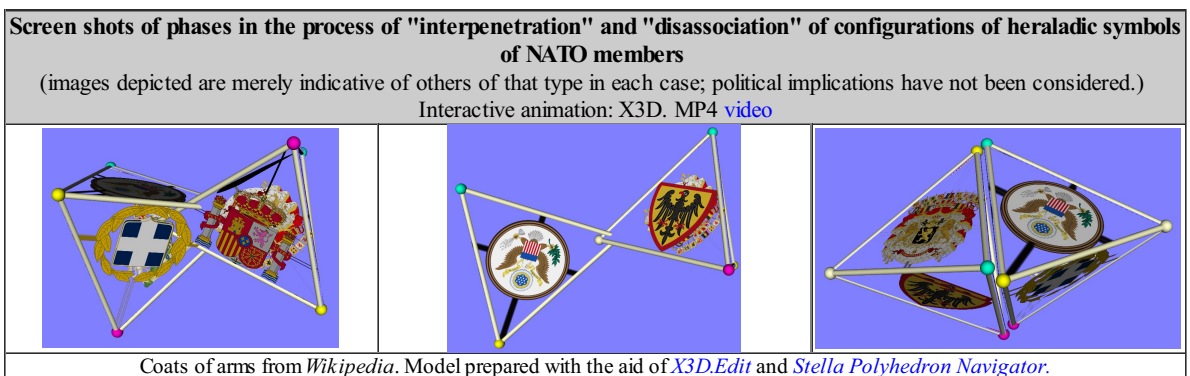 Screen shots of phases in the process of "interpenetration" and "disassociation" of configurations of heraladic symbols
of NATO members
(images depicted are merely indicative of others of that type in each case; political implications have not been considered.)
Interactive animation: X3D. MP4 video
Coats of arms from Wikipedia. Model prepared with the aid of X3D.Edit and Stella Polyhedron Navigator.